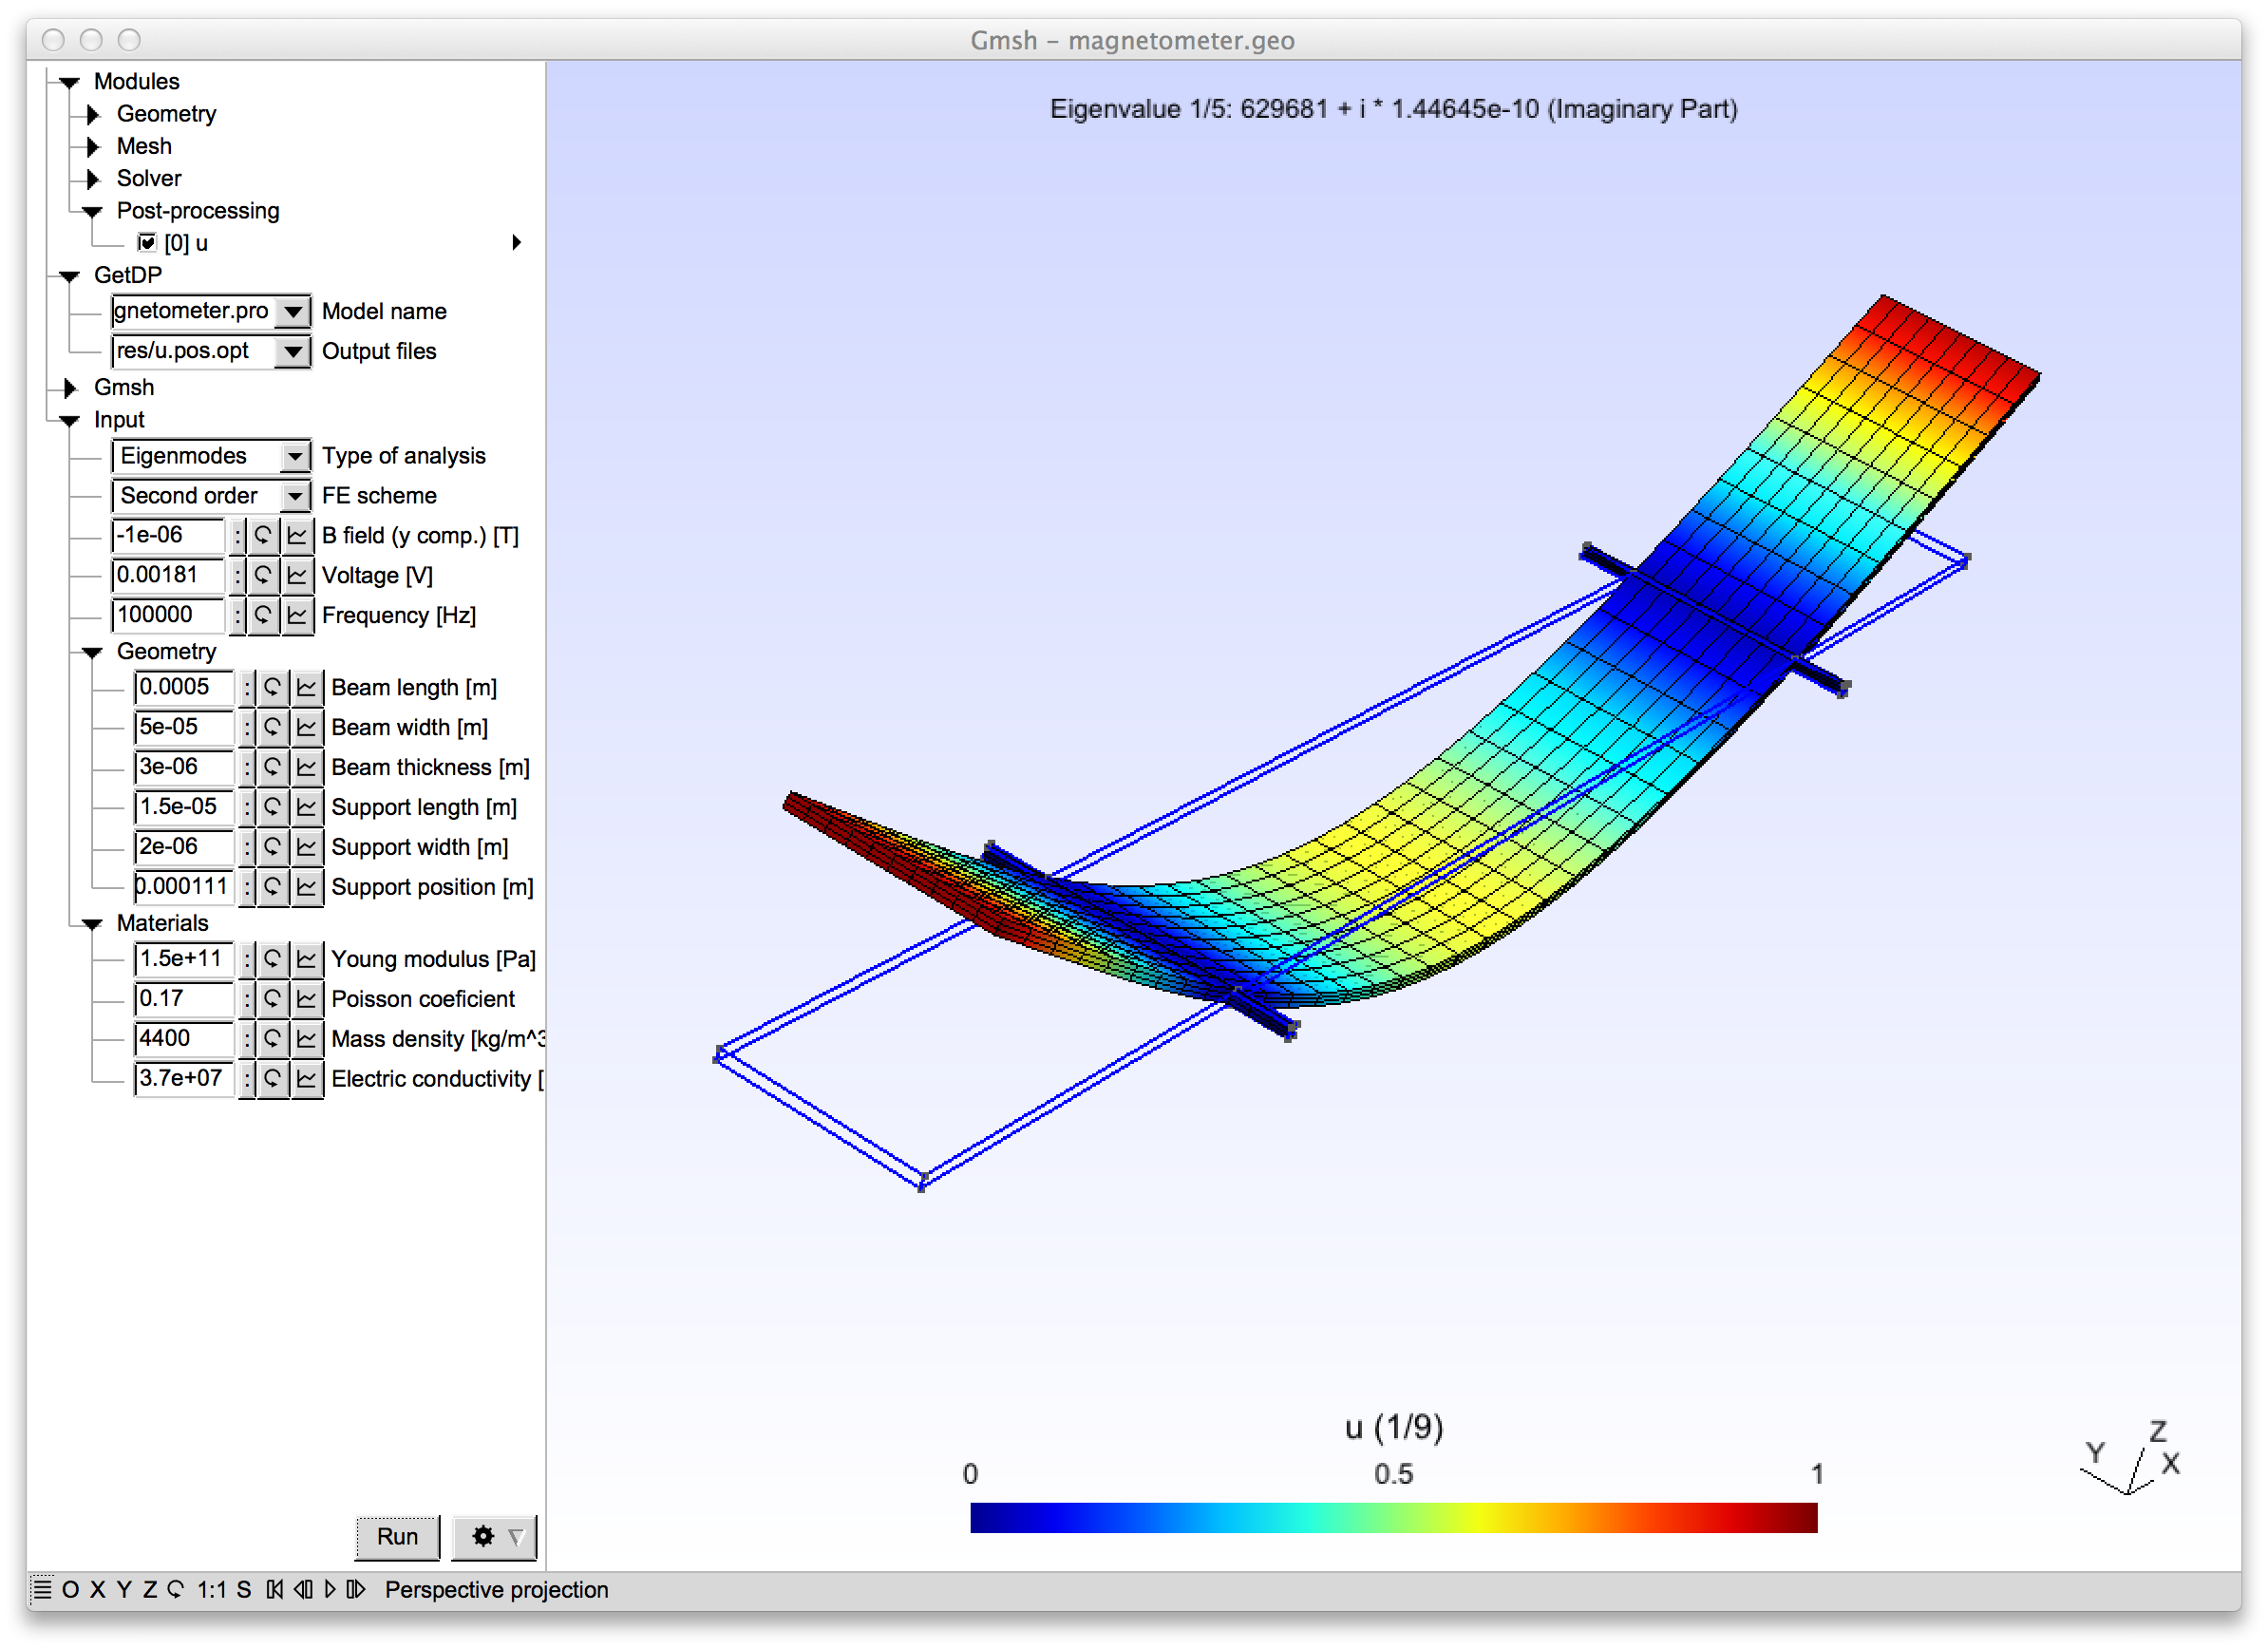 Gmsh - magnetometer.geo
Modules
Geometry
Mesh
Solver
Post-processing
[0] u
GetDP
gnetometer.pro Model name
res/u.pos.opt Output files
Gmsh
Input
Eigenmodes Type of analysis
Second order FE scheme
-1e-06 : B field (y comp.) [T]
0.00181 : Voltage [V]
100000 : Frequency [Hz]
Geometry
0.0005 : Beam length [m]
5e-05 : Beam width [m]
3e-06 : Beam thickness [m]
1.5e-05 : Support length [m]
2e-06 : Support width [m]
0.000111 : Support position [m]
Materials
1.5e+11 : Young modulus [Pa]
0.17 : Poisson coeficient
4400 : Mass density [kg/m^3
3.7e+07 : Electric conductivity [
Run
Eigenvalue 1/5: 629681 + i * 1.44645e-10 (Imaginary Part)
u (1/9)
0 0.5 1
Y Z X
O X Y Z 1:1 S Perspective projection